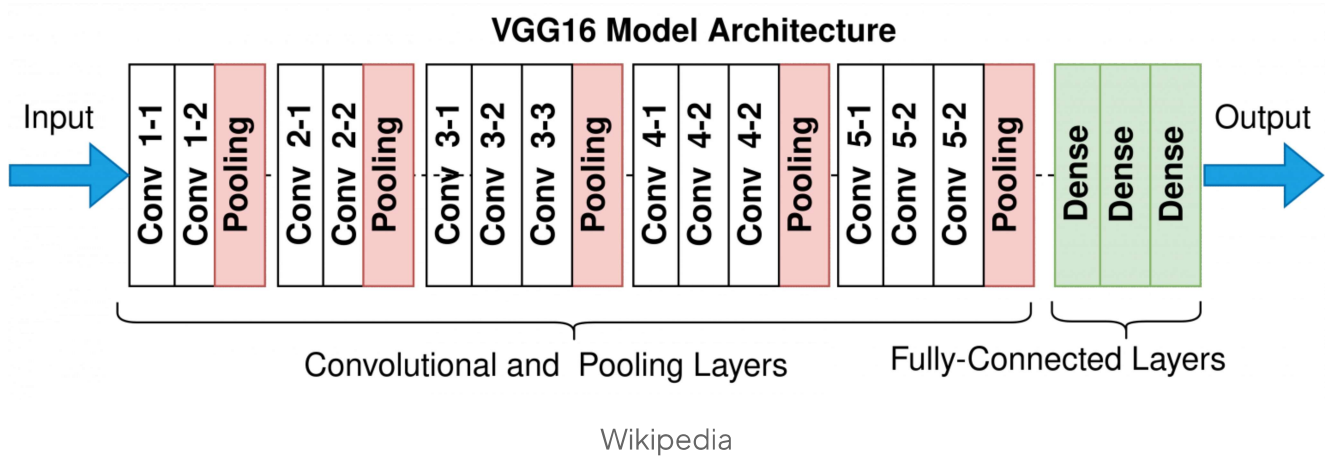 VGG16 Model Architecture
Input
Conv 1-1
Conv 1-2
Pooling
Conv 2-1
Conv 2-2
Pooling
Conv 3-1
Conv 3-2
Conv 3-3
Pooling
Conv 4-1
Conv 4-2
Conv 4-2
Pooling
Conv 5-1
Conv 5-2
Conv 5-2
Pooling
Dense
Dense
Dense
Output
Convolutional and Pooling Layers
Fully-Connected Layers
Wikipedia